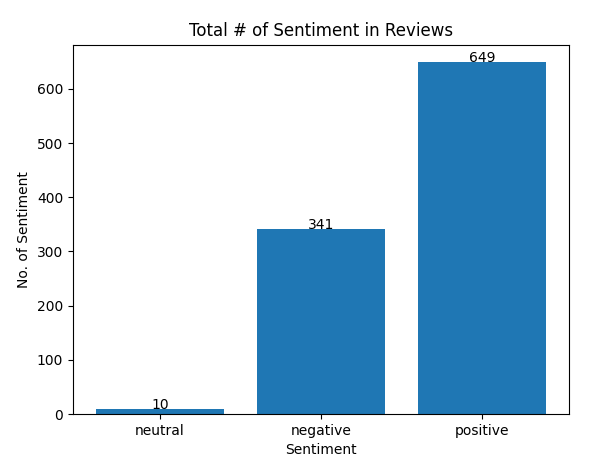 Total # of Sentiment in Reviews
No. of Sentiment
600
500
400
300
200
100
0
649
341
10
neutral negative positive
Sentiment